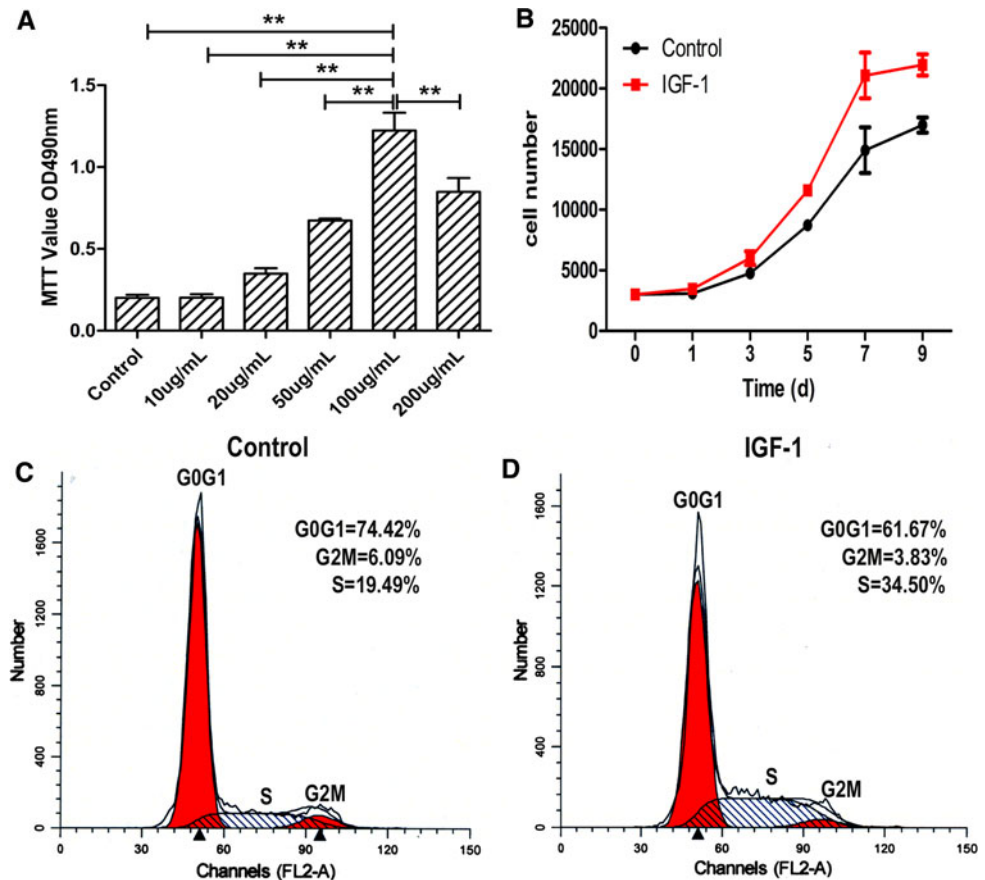 A
**
**
**
**
**
MTT Value OD490nm
1.5
1.0
0.5
0.0
Control
10ug/mL
20ug/mL
50ug/mL
100ug/mL
200ug/mL
B
Control
IGF-1
cell number
25000
20000
15000
10000
5000
0
0 1 3 5 7 9
Time (d)
C
Control
G0G1
G0G1=74.42%
G2M=6.09%
S=19.49%
Number
1600
1200
800
400
0
S
G2M
0 30 60 90 120 150
Channels (FL2-A)
D
IGF-1
G0G1
G0G1=61.67%
G2M=3.83%
S=34.50%
Number
1600
1200
800
400
0
S
G2M
0 30 60 90 120 150
Channels (FL2-A)